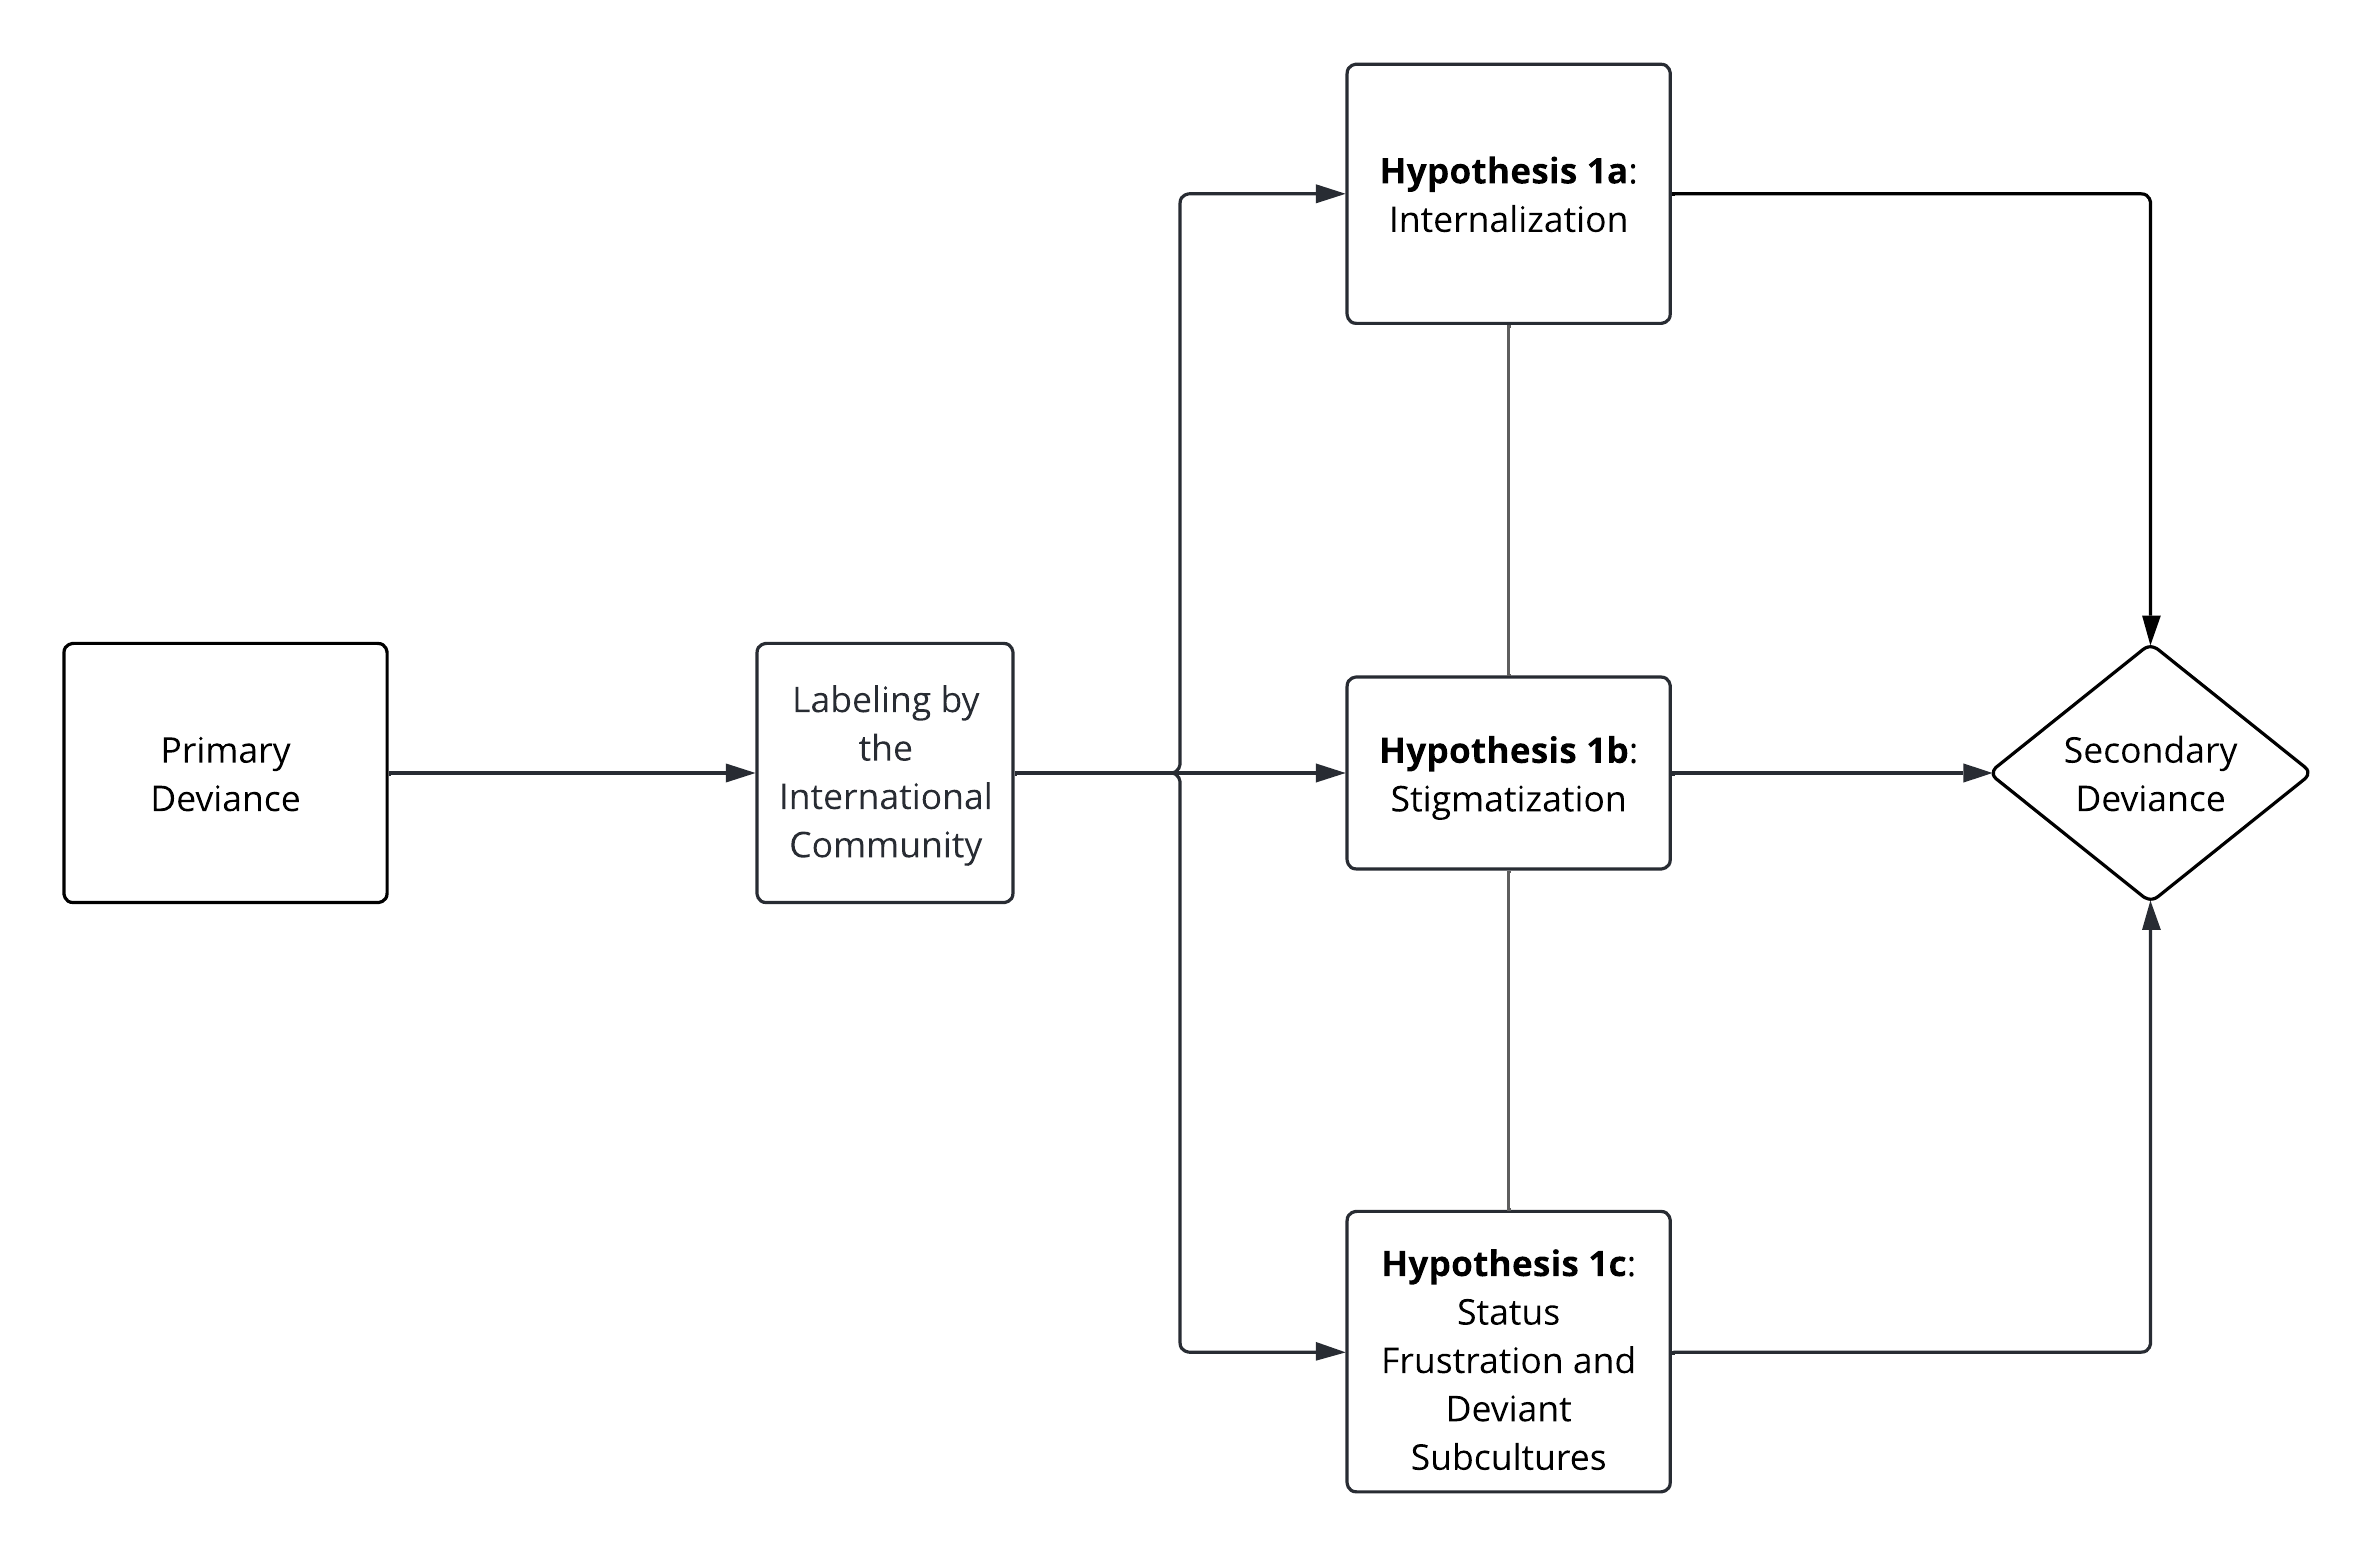 Primary
Deviance
Labeling by
the
International
Community
Hypothesis 1a:
Internalization
Hypothesis 1b:
Stigmatization
Hypothesis 1c:
Status
Frustration and
Deviant
Subcultures
Secondary
Deviance